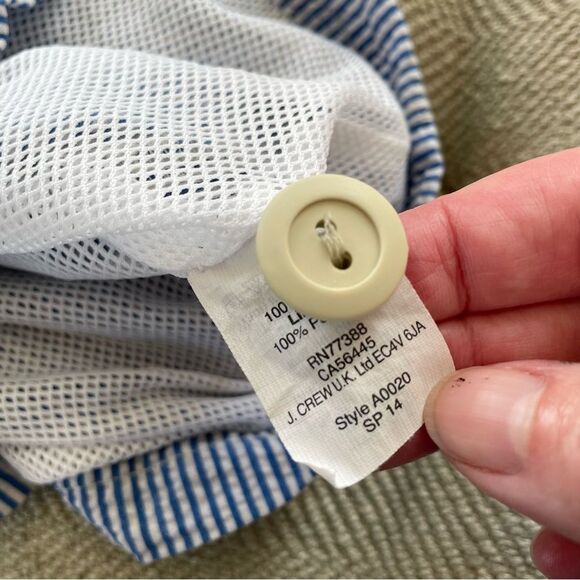 100
LI
100% P
RN77388
CA56445
J. CREW U.K. Ltd EC4V 6JA
Style A0020
SP 14